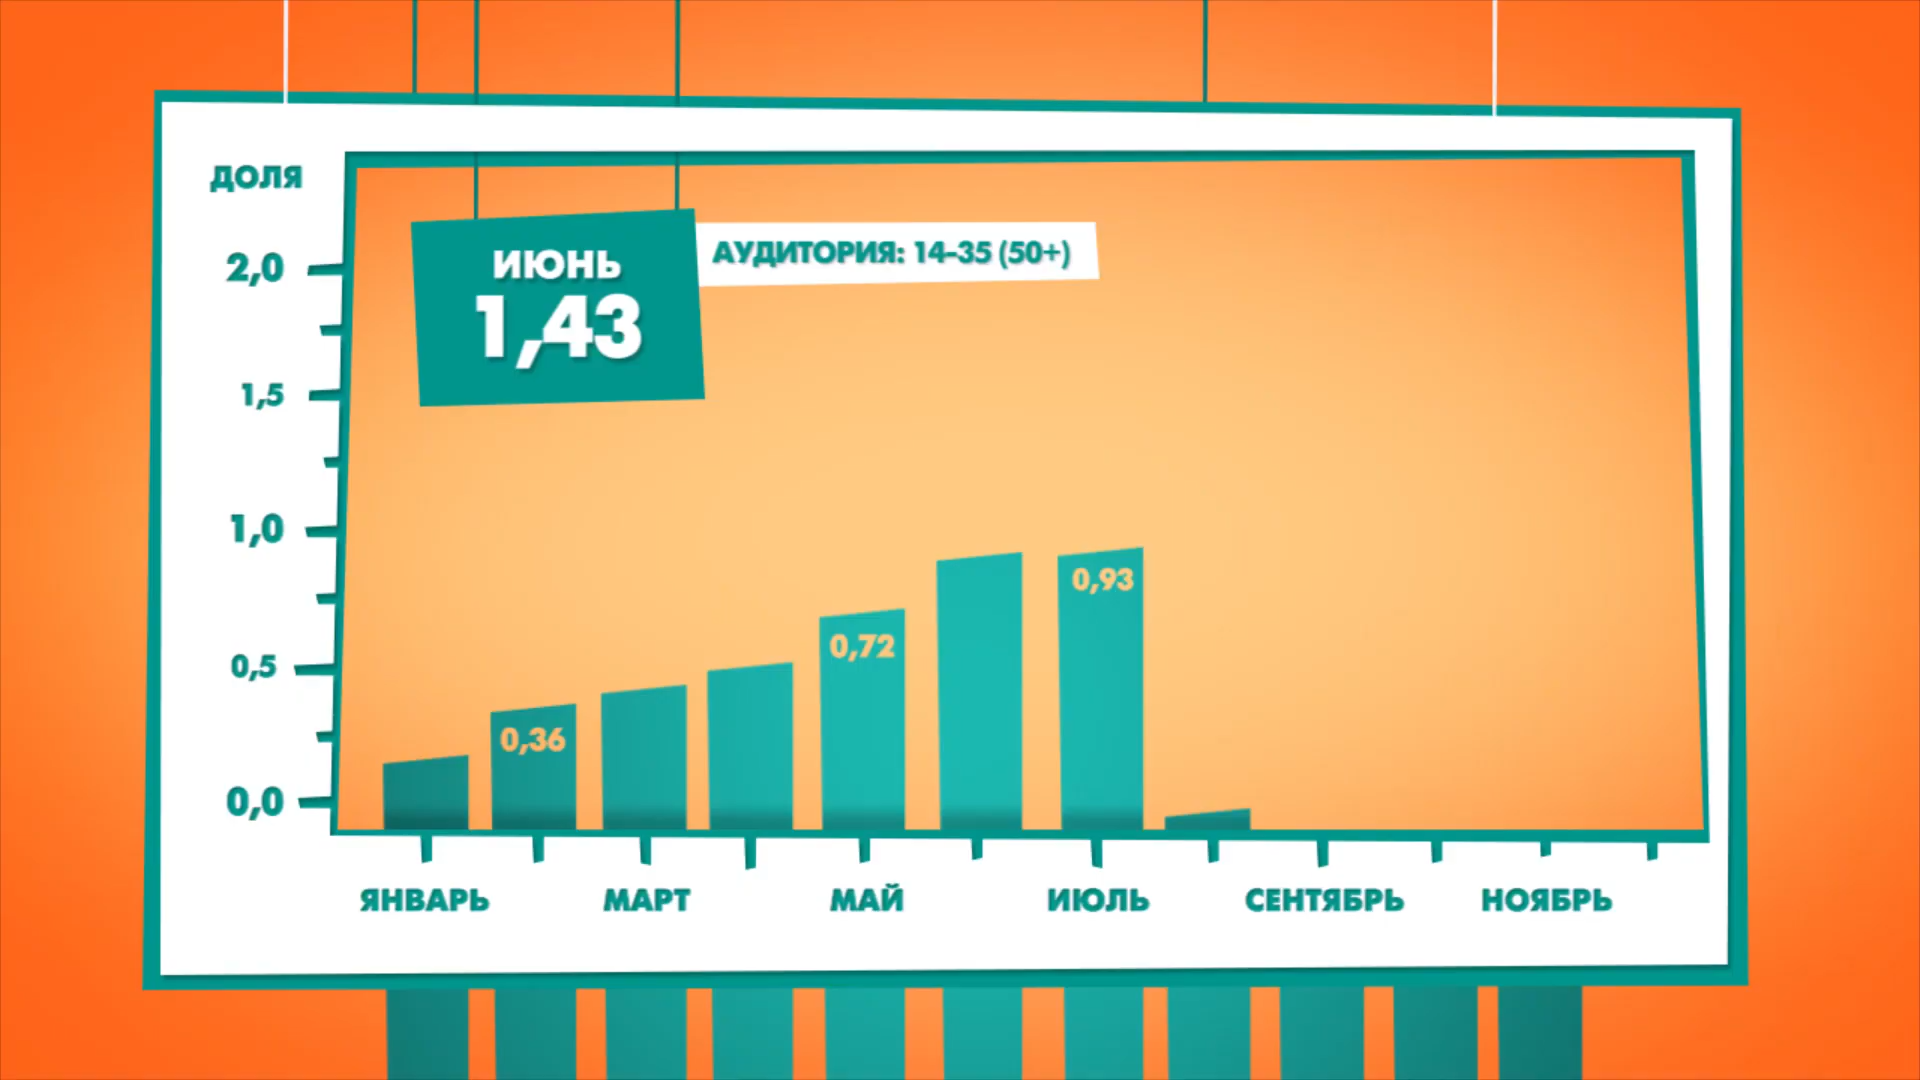 ДОЛЯ
ИЮНЬ
1,43
АУДИТОРИЯ: 14-35 (50+)
2,0
1,5
1,0
0,5
0,0
0,36
0,72
0,93
ЯНВАРЬ
МАРТ
МАЙ
ИЮЛЬ
СЕНТЯБРЬ
НОЯБРЬ